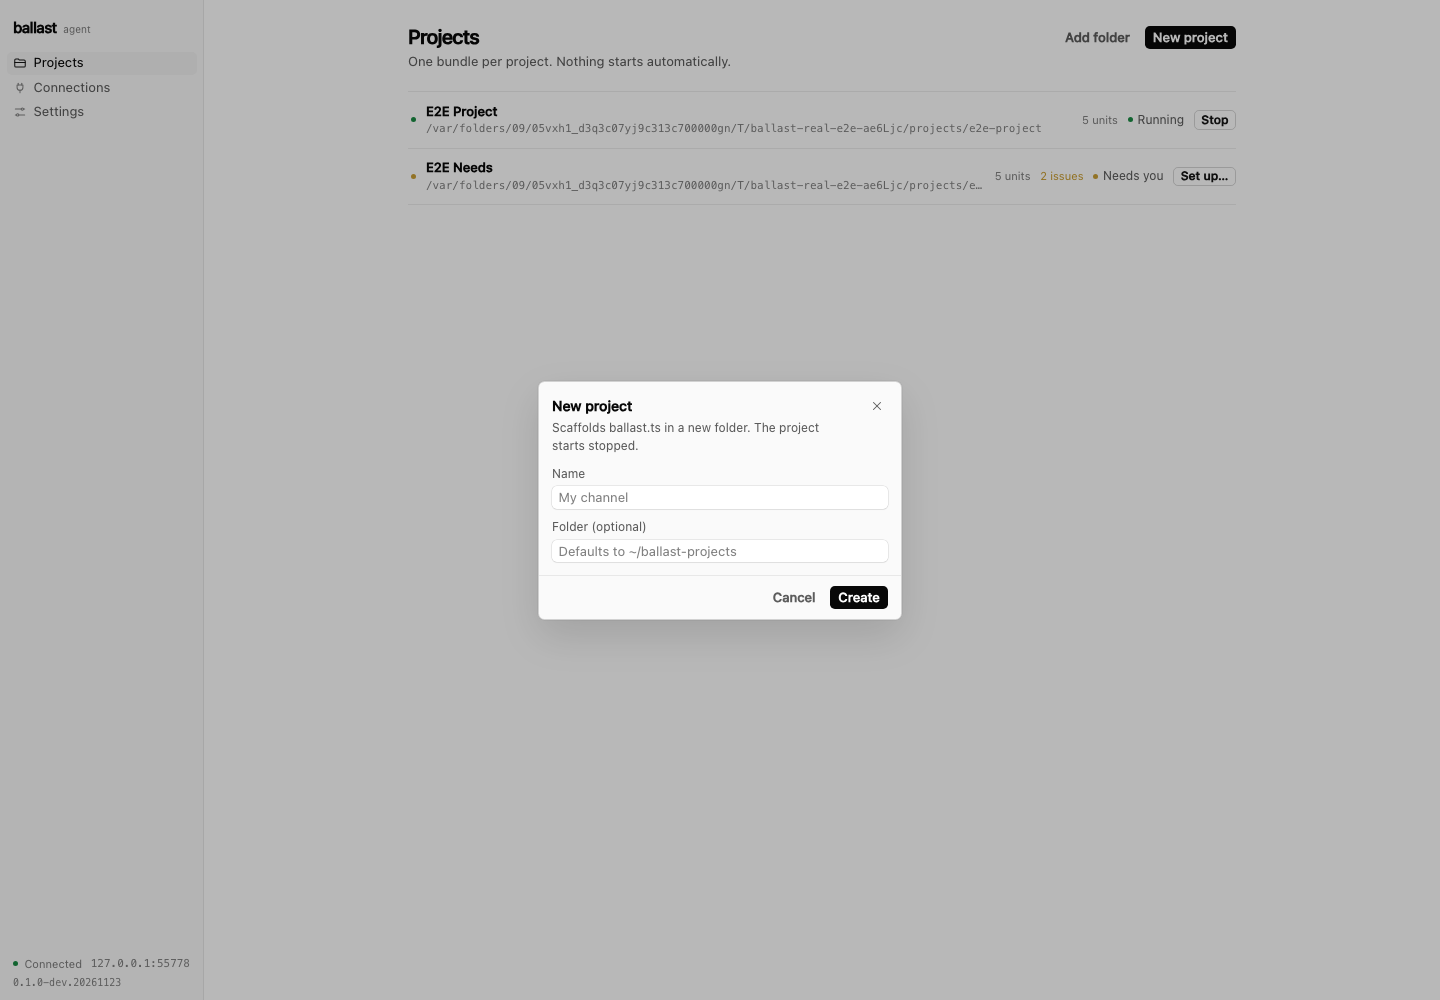 ballast agent
Projects
Connections
Settings
Projects
One bundle per project. Nothing starts automatically.
Add folder
New project
E2E Project
/var/folders/09/05vxh1_d3q3c07yj9c313c700000gn/T/ballast-real-e2e-ae6Ljc/projects/e2e-project
5 units
Running
Stop
E2E Needs
/var/folders/09/05vxh1_d3q3c07yj9c313c700000gn/T/ballast-real-e2e-ae6Ljc/projects/e…
5 units
2 issues
Needs you
Set up...
New project
Scaffolds ballast.ts in a new folder. The project
starts stopped.
Name
My channel
Folder (optional)
Defaults to ~/ballast-projects
Cancel
Create
Connected 127.0.0.1:55778
0.1.0-dev.20261123